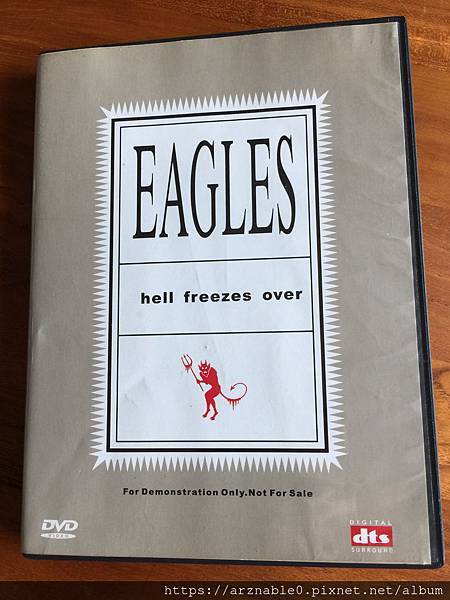 EAGLES
hell freezes over
For Demonstration Only.Not For Sale
DVD
VIDEO
DIGITAL
dts
SURROUND
https://arznable0.pixnet.net/album